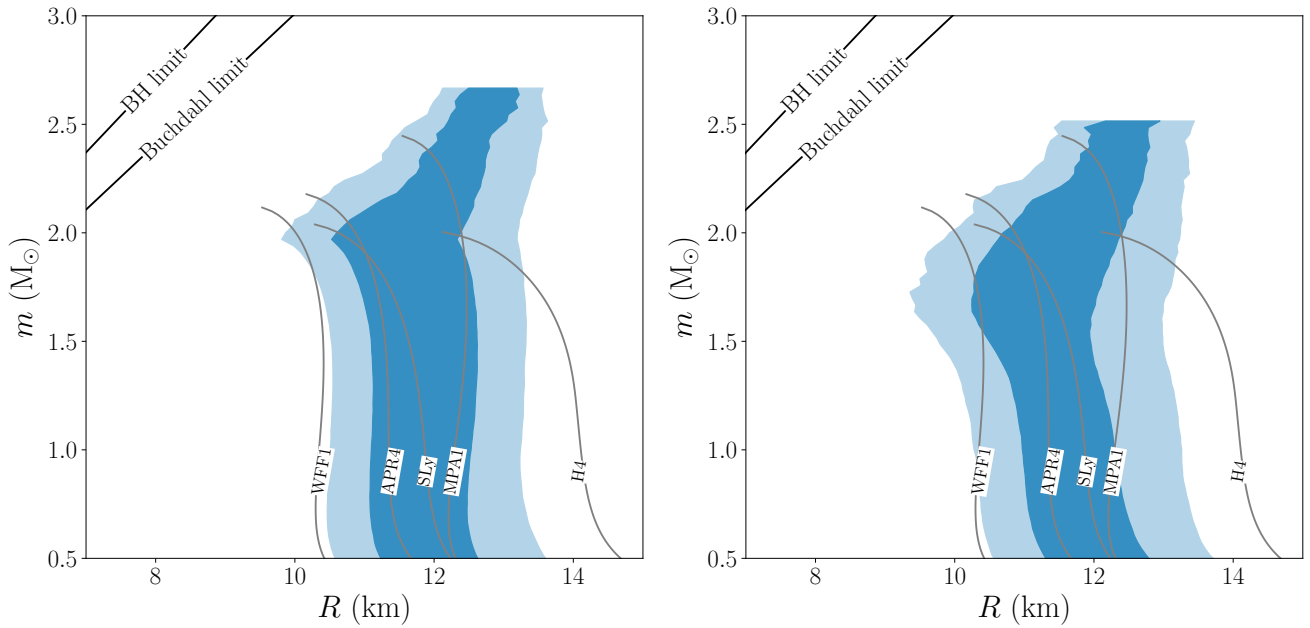 3.0
2.5
2.0
1.5
1.0
0.5
m (M⊙)
BH limit
Buchdahl limit
WFF1
APR4
SLy
MPA1
H4
8
10
12
14
R (km)
3.0
2.5
2.0
1.5
1.0
0.5
m (M⊙)
BH limit
Buchdahl limit
WFF1
APR4
SLy
MPA1
H4
8
10
12
14
R (km)